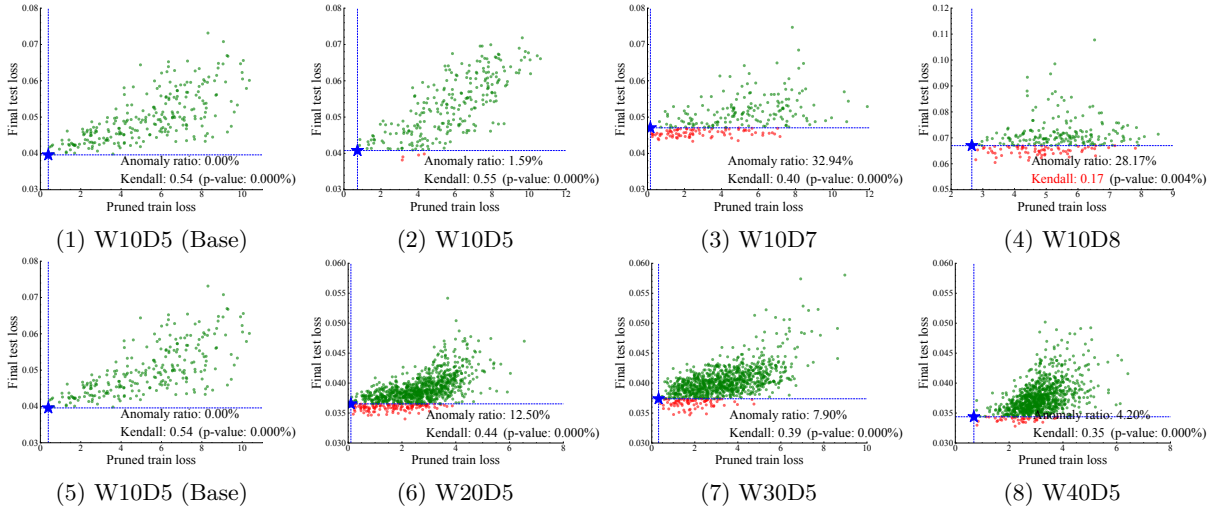 0.08
0.07
0.06
0.05
0.04
0.03
Final test loss
Anomaly ratio: 0.00%
Kendall: 0.54 (p-value: 0.000%)
0 2 4 6 8 10
Pruned train loss
(1) W10D5 (Base)
0.08
0.07
0.06
0.05
0.04
0.03
Final test loss
Anomaly ratio: 1.59%
Kendall: 0.55 (p-value: 0.000%)
0 2 4 6 8 10 12
Pruned train loss
(2) W10D5
0.08
0.07
0.06
0.05
0.04
0.03
Final test loss
Anomaly ratio: 32.94%
Kendall: 0.40 (p-value: 0.000%)
0 2 4 6 8 10 12
Pruned train loss
(3) W10D7
0.12
0.11
0.10
0.09
0.08
0.07
0.06
0.05
Final test loss
Anomaly ratio: 28.17%
Kendall: 0.17 (p-value: 0.004%)
2 3 4 5 6 7 8 9
Pruned train loss
(4) W10D8
0.08
0.07
0.06
0.05
0.04
0.03
Final test loss
Anomaly ratio: 0.00%
Kendall: 0.54 (p-value: 0.000%)
0 2 4 6 8 10
Pruned train loss
(5) W10D5 (Base)
0.060
0.055
0.050
0.045
0.040
0.035
0.030
Final test loss
Anomaly ratio: 12.50%
Kendall: 0.44 (p-value: 0.000%)
0 2 4 6 8
Pruned train loss
(6) W20D5
0.060
0.055
0.050
0.045
0.040
0.035
0.030
Final test loss
Anomaly ratio: 7.90%
Kendall: 0.39 (p-value: 0.000%)
0 2 4 6 8 10
Pruned train loss
(7) W30D5
0.060
0.055
0.050
0.045
0.040
0.035
0.030
Final test loss
Anomaly ratio: 4.20%
Kendall: 0.35 (p-value: 0.000%)
0 2 4 6 8
Pruned train loss
(8) W40D5